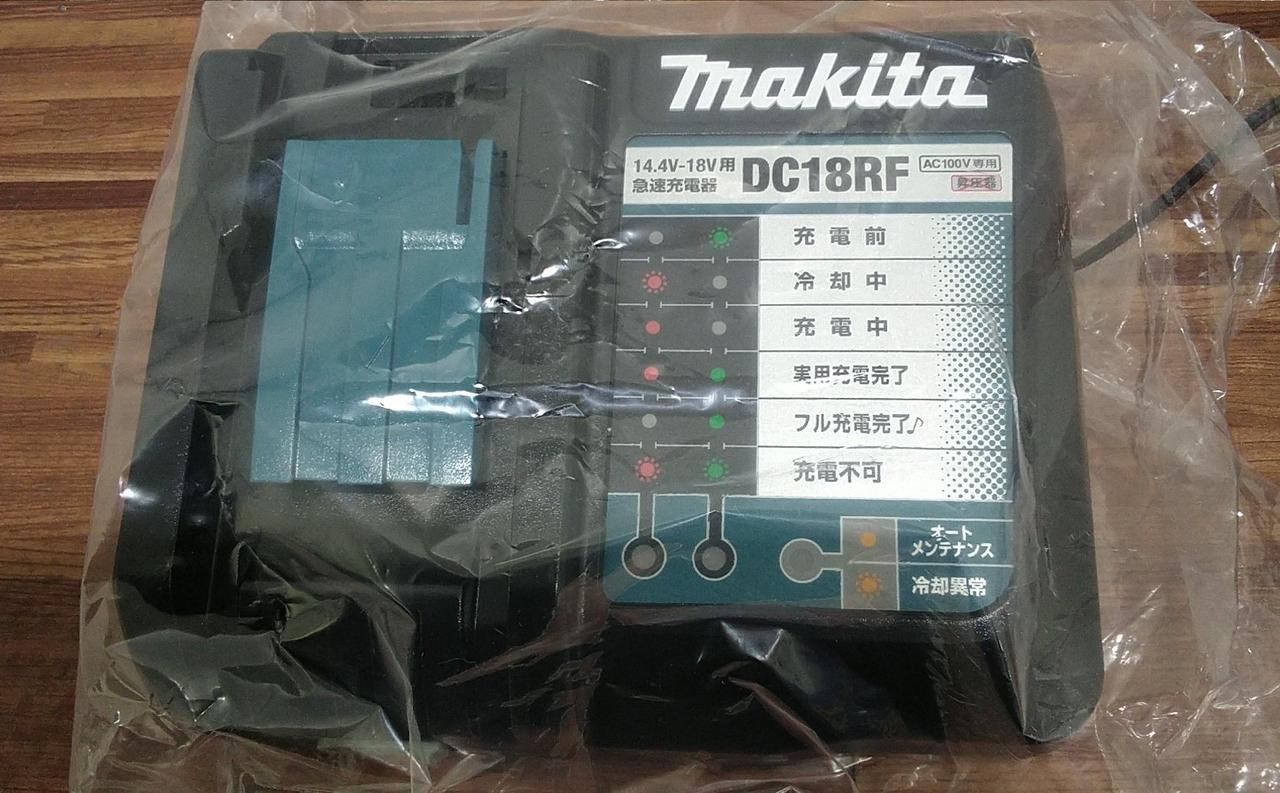 makita
14.4V-18V用
急速充電器
DC18RF
AC100V専用
昇圧器
充電前
冷却中
充電中
実用充電完了
フル充電完了♪
充電不可
オート
メンテナンス
冷却異常